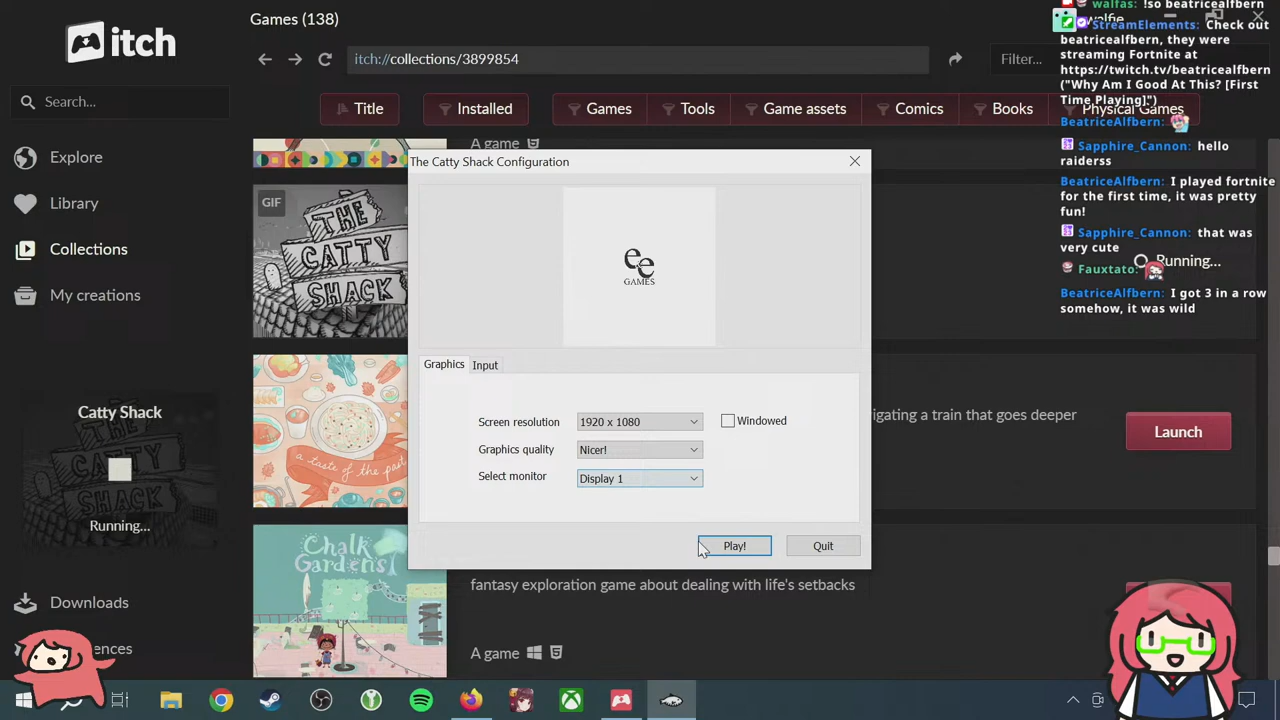 itch
Search...
Explore
Library
Collections
My creations
Catty Shack
Running...
Downloads
ences
Games (138)
itch://collections/3899854
Filter...
Title
Installed
Games
Tools
Game assets
Comics
Books
Physical Games
A game
GIF
THE
CATTY
SHACK
a taste of the past
Chalk
Gardens
The Catty Shack Configuration
ee
GAMES
Graphics
Input
Screen resolution
1920 x 1080
Windowed
Graphics quality
Nicer!
Select monitor
Display 1
Play!
Quit
Running...
igating a train that goes deeper
Launch
fantasy exploration game about dealing with life's setbacks
A game
walfas: !so beatricealfbern
StreamElements: Check out
beatricealfbern, they were
streaming Fortnite at
https://twitch.tv/beatricealfbern
("Why Am I Good At This? [First
Time Playing]")
BeatriceAlfbern:
Sapphire_Cannon: hello
raiderss
BeatriceAlfbern: I played fortnite
for the first time, it was pretty
fun!
Sapphire_Cannon: that was
very cute
Fauxtato:
BeatriceAlfbern: I got 3 in a row
somehow, it was wild